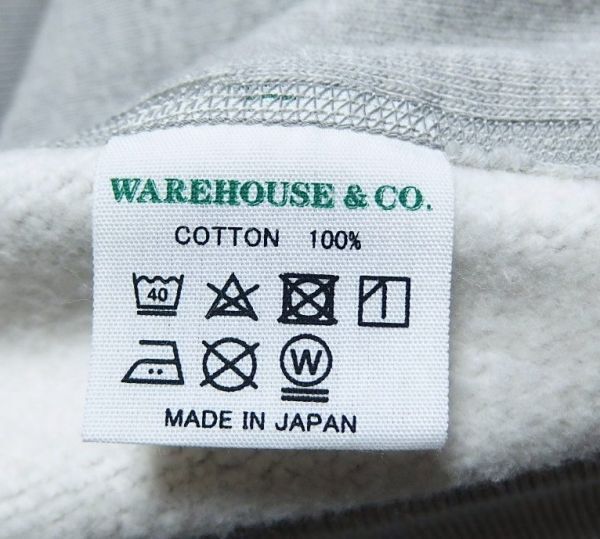 WAREHOUSE & CO.
COTTON 100%
40
W
MADE IN JAPAN